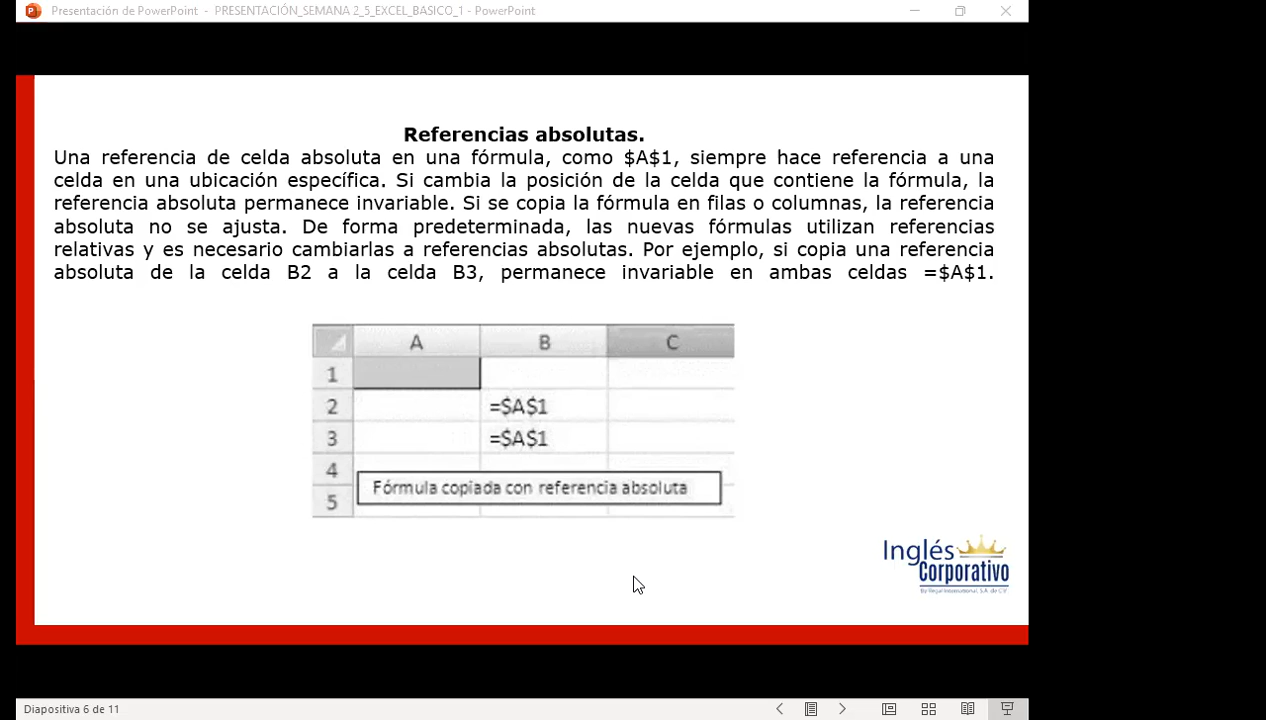 Presentación de PowerPoint - PRESENTACIÓN_SEMANA 2_5_EXCEL_BASICO_1 - PowerPoint
Referencias absolutas.
Una referencia de celda absoluta en una fórmula, como $A$1, siempre hace referencia a una
celda en una ubicación específica. Si cambia la posición de la celda que contiene la fórmula, la
referencia absoluta permanece invariable. Si se copia la fórmula en filas o columnas, la referencia
absoluta no se ajusta. De forma predeterminada, las nuevas fórmulas utilizan referencias
relativas y es necesario cambiarlas a referencias absolutas. Por ejemplo, si copia una referencia
absoluta de la celda B2 a la celda B3, permanece invariable en ambas celdas =$A$1.
A B C
1
2 =$A$1
3 =$A$1
4
Fórmula copiada con referencia absoluta
5
Inglés
Corporativo
Diapositiva 6 de 11